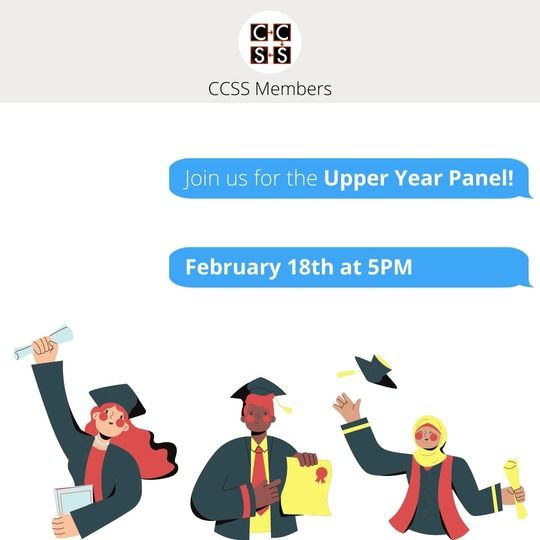 C C
S S
CCSS Members
Join us for the Upper Year Panel!
February 18th at 5PM